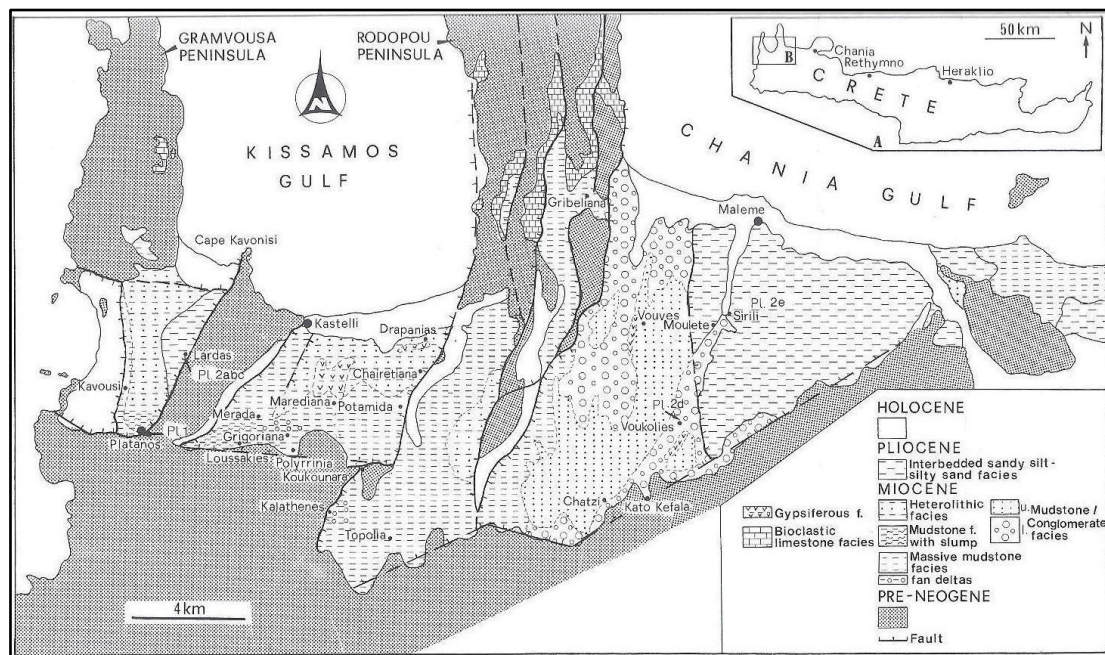 GRAMVOUSA
PENINSULA
RODOPOU
PENINSULA
N
KISSAMOS
GULF
CHANIA GULF
50 km
N
B
Chania
Rethymno
Heraklio
CRETE
A
Cape Kavonisi
Gribeliana
Maleme
Kastelli
Drapanias
Vouves
Pl. 2e
Sirili
Moulete
Lardas
Pl. 2abc
Chairetiana
Kavousi
Marediana
Potamida
Merada
Pl. 2d
Platanos
Pl.1
Grigoriana
Voukolies
Loussakies
Polyrrinia
Koukounara
Kalathenes
Chatzi
Kato Kefala
Topolia
4km
HOLOCENE
PLIOCENE
Interbedded sandy silt-
silty sand facies
MIOCENE
Heterolithic
facies
Mudstone f.
with slump
Massive mudstone
facies
fan deltas
u. Mudstone /
l. Conglomerate
facies
Gypsiferous f.
Bioclastic
limestone facies
PRE-NEOGENE
Fault